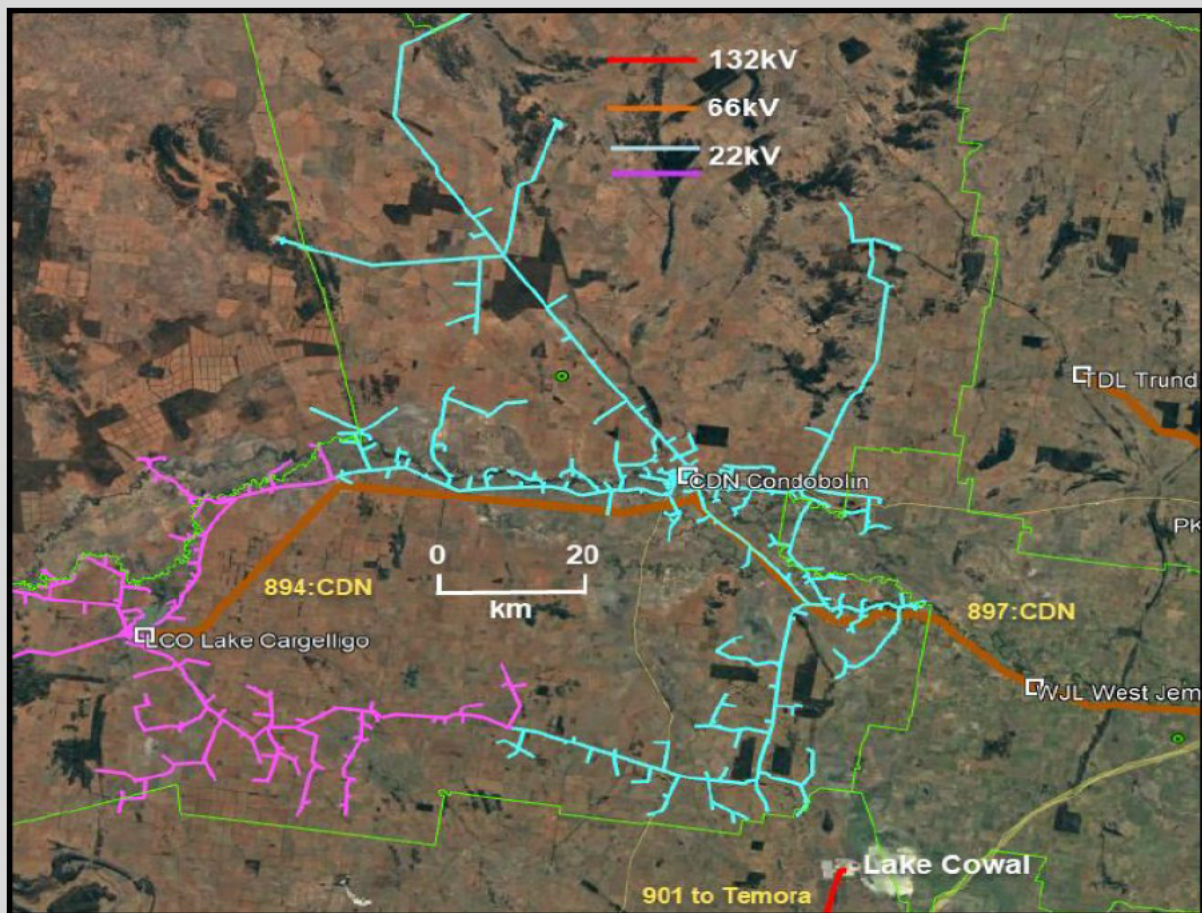 132kV
66kV
22kV
TDL Trund
CDN Condobolin
Pk
0 20
km
894:CDN
897:CDN
LCO Lake Cargelligo
WJL West Jem
Lake Cowal
901 to Temora